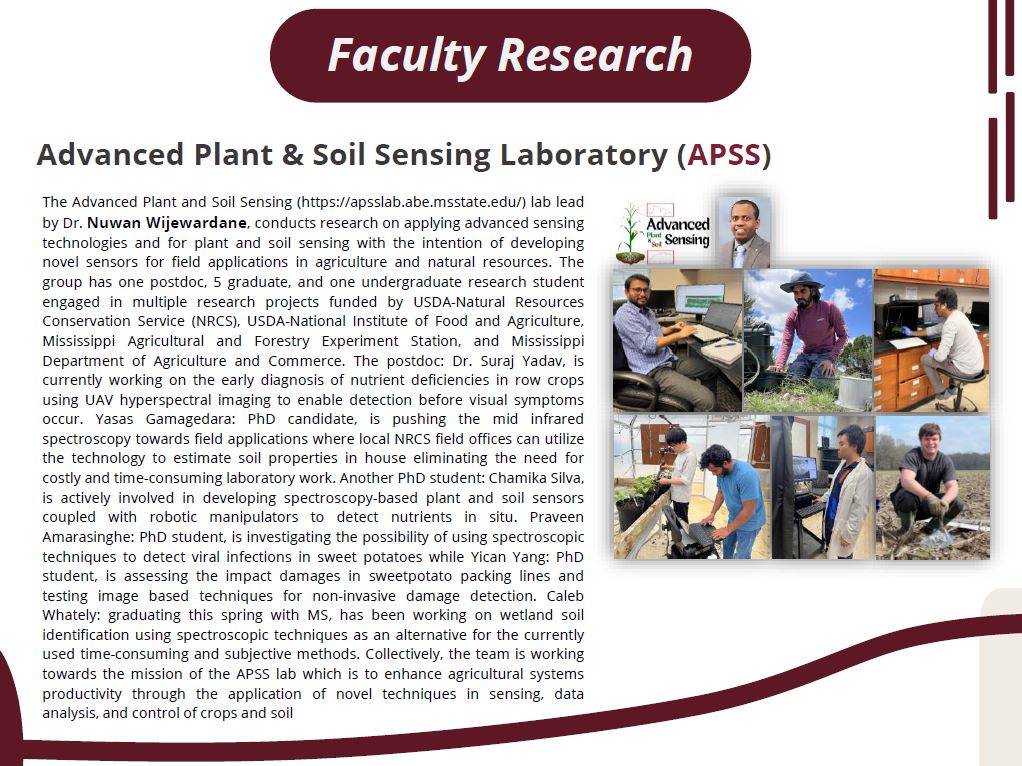 Faculty Research
Advanced Plant & Soil Sensing Laboratory (APSS)
The Advanced Plant and Soil Sensing (https://apsslab.abe.msstate.edu/) lab lead
by Dr. Nuwan Wijewardane, conducts research on applying advanced sensing
technologies and for plant and soil sensing with the intention of developing
novel sensors for field applications in agriculture and natural resources. The
group has one postdoc, 5 graduate, and one undergraduate research student
engaged in multiple research projects funded by USDA-Natural Resources
Conservation Service (NRCS), USDA-National Institute of Food and Agriculture,
Mississippi Agricultural and Forestry Experiment Station, and Mississippi
Department of Agriculture and Commerce. The postdoc: Dr. Suraj Yadav, is
currently working on the early diagnosis of nutrient deficiencies in row crops
using UAV hyperspectral imaging to enable detection before visual symptoms
occur. Yasas Gamagedara: PhD candidate, is pushing the mid infrared
spectroscopy towards field applications where local NRCS field offices can utilize
the technology to estimate soil properties in house eliminating the need for
costly and time-consuming laboratory work. Another PhD student: Chamika Silva,
is actively involved in developing spectroscopy-based plant and soil sensors
coupled with robotic manipulators to detect nutrients in situ. Praveen
Amarasinghe: PhD student, is investigating the possibility of using spectroscopic
techniques to detect viral infections in sweet potatoes while Yican Yang: PhD
student, is assessing the impact damages in sweetpotato packing lines and
testing image based techniques for non-invasive damage detection. Caleb
Whately: graduating this spring with MS, has been working on wetland soil
identification using spectroscopic techniques as an alternative for the currently
used time-consuming and subjective methods. Collectively, the team is working
towards the mission of the APSS lab which is to enhance agricultural systems
productivity through the application of novel techniques in sensing, data
analysis, and control of crops and soil
Advanced
Plant
& Soil Sensing